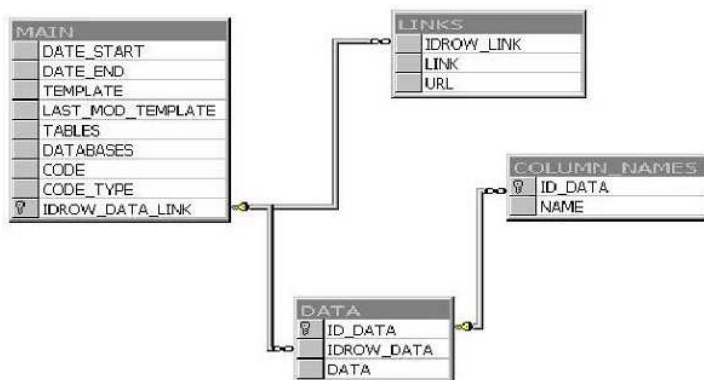 MAIN
DATE_START
DATE_END
TEMPLATE
LAST_MOD_TEMPLATE
TABLES
DATABASES
CODE
CODE_TYPE
IDROW_DATA_LINK
LINKS
IDROW_LINK
LINK
URL
COLUMN_NAMES
ID_DATA
NAME
DATA
ID_DATA
IDROW_DATA
DATA